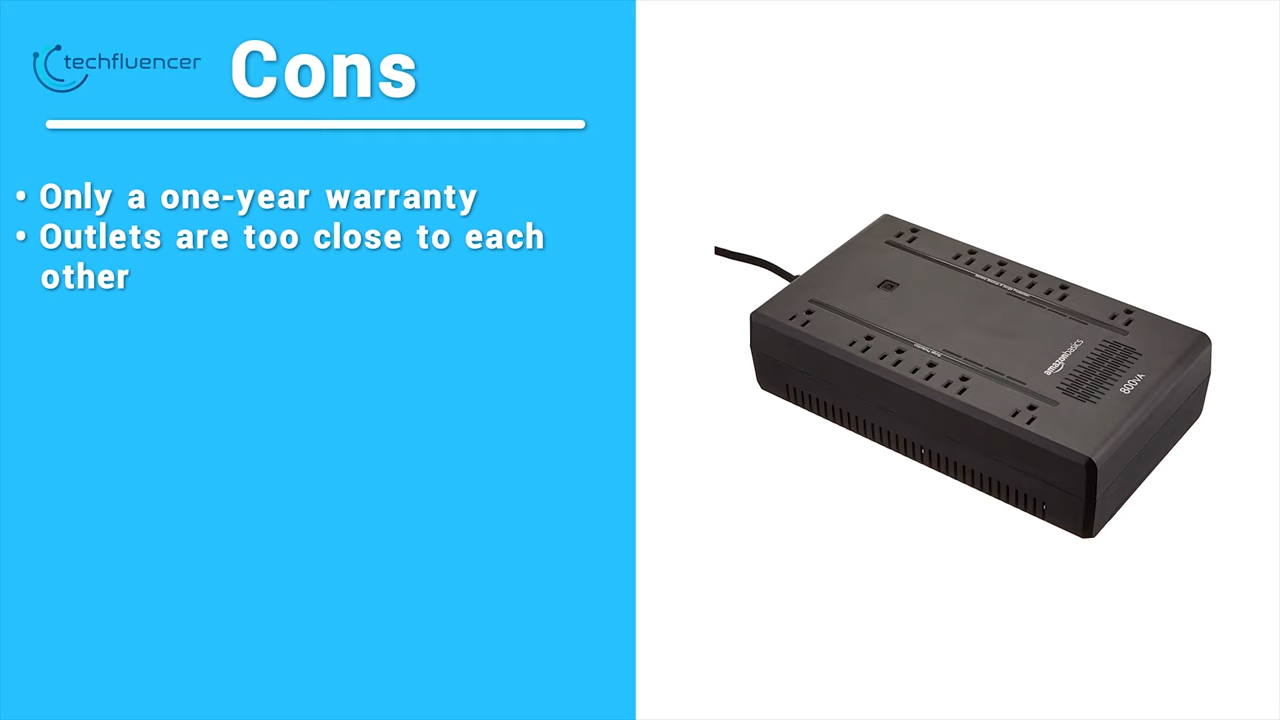 techfluencer
Cons
• Only a one-year warranty
• Outlets are too close to each
other
amazonbasics
800VA